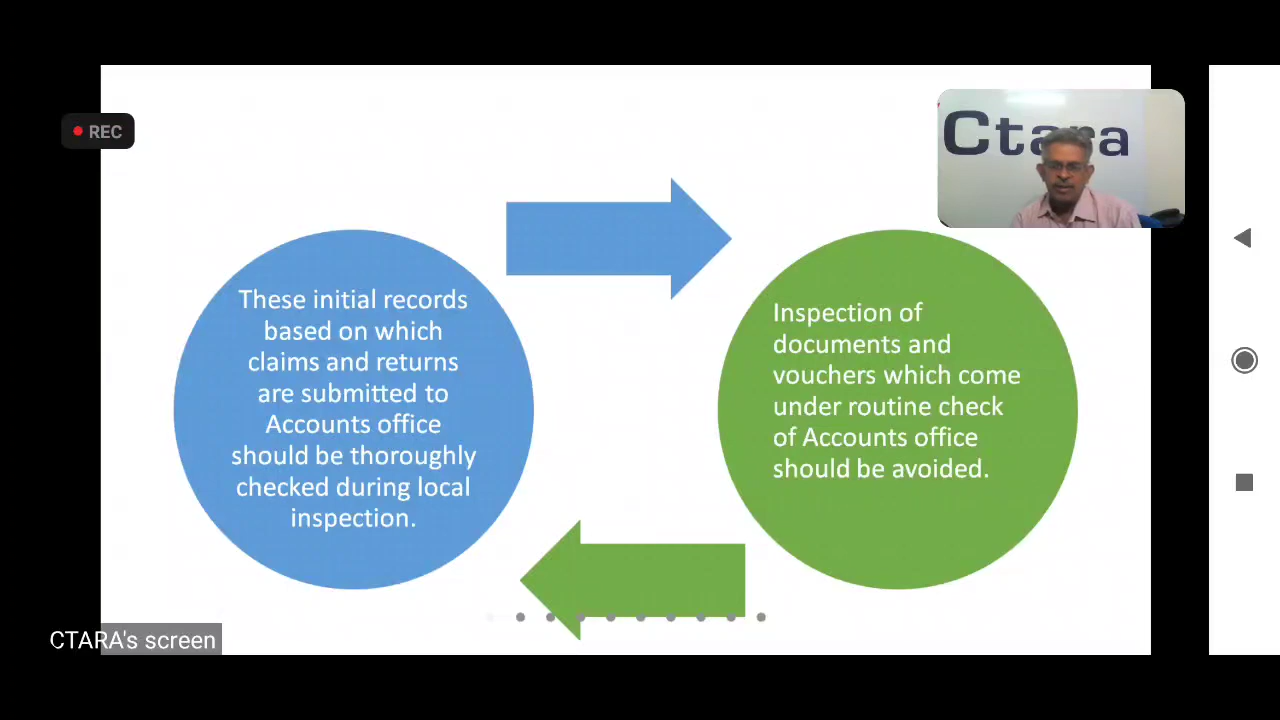 REC
Ctara
These initial records
based on which
claims and returns
are submitted to
Accounts office
should be thoroughly
checked during local
inspection.
Inspection of
documents and
vouchers which come
under routine check
of Accounts office
should be avoided.
CTARA's screen